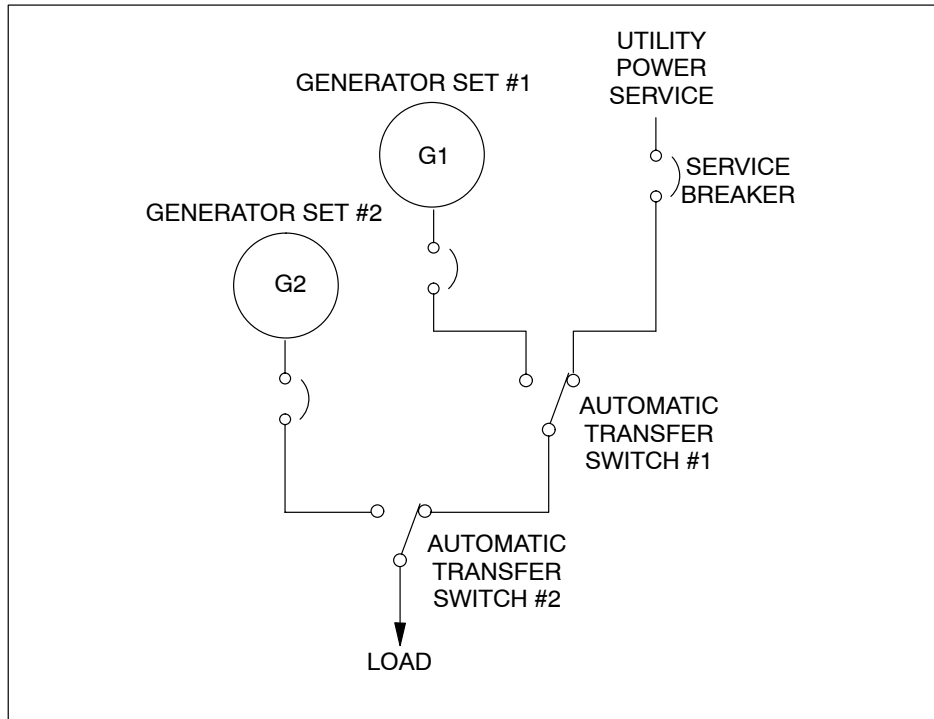 UTILITY
POWER
SERVICE
GENERATOR SET #1
G1
SERVICE
BREAKER
GENERATOR SET #2
G2
AUTOMATIC
TRANSFER
SWITCH #1
AUTOMATIC
TRANSFER
SWITCH #2
LOAD